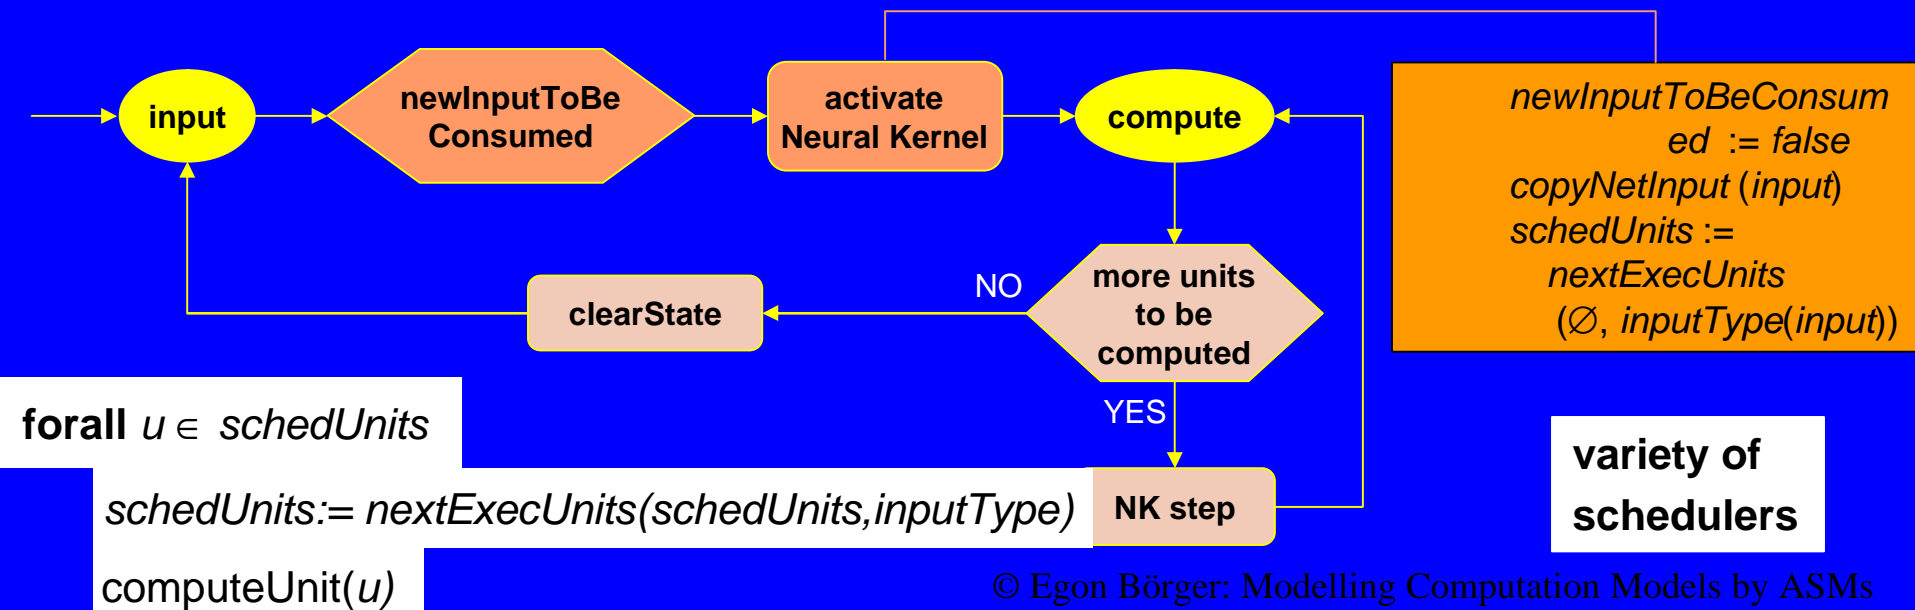 input
newInputToBe
Consumed
activate
Neural Kernel
compute
newInputToBeConsum
ed := false
copyNetInput (input)
schedUnits :=
nextExecUnits
(∅, inputType(input))
clearState
NO
more units
to be
computed
YES
NK step
forall u ∈ schedUnits
schedUnits:= nextExecUnits(schedUnits,inputType)
computeUnit(u)
variety of
schedulers
© Egon Börger: Modelling Computation Models by ASMs